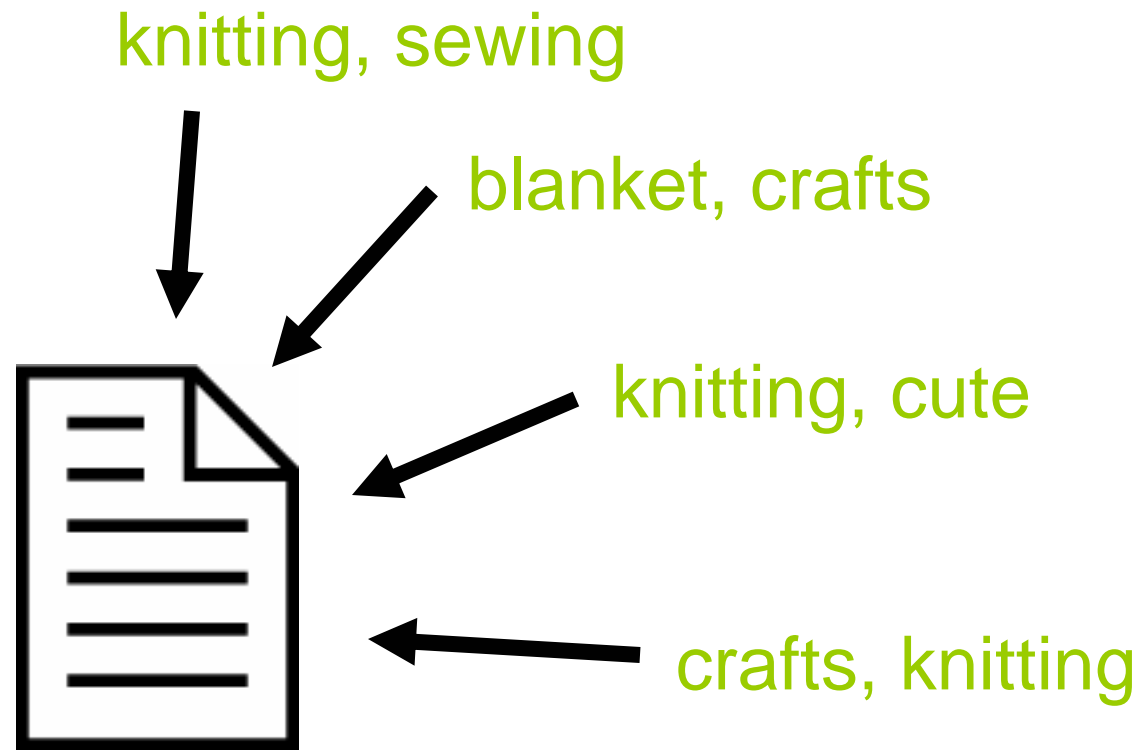 knitting, sewing
blanket, crafts
knitting, cute
crafts, knitting